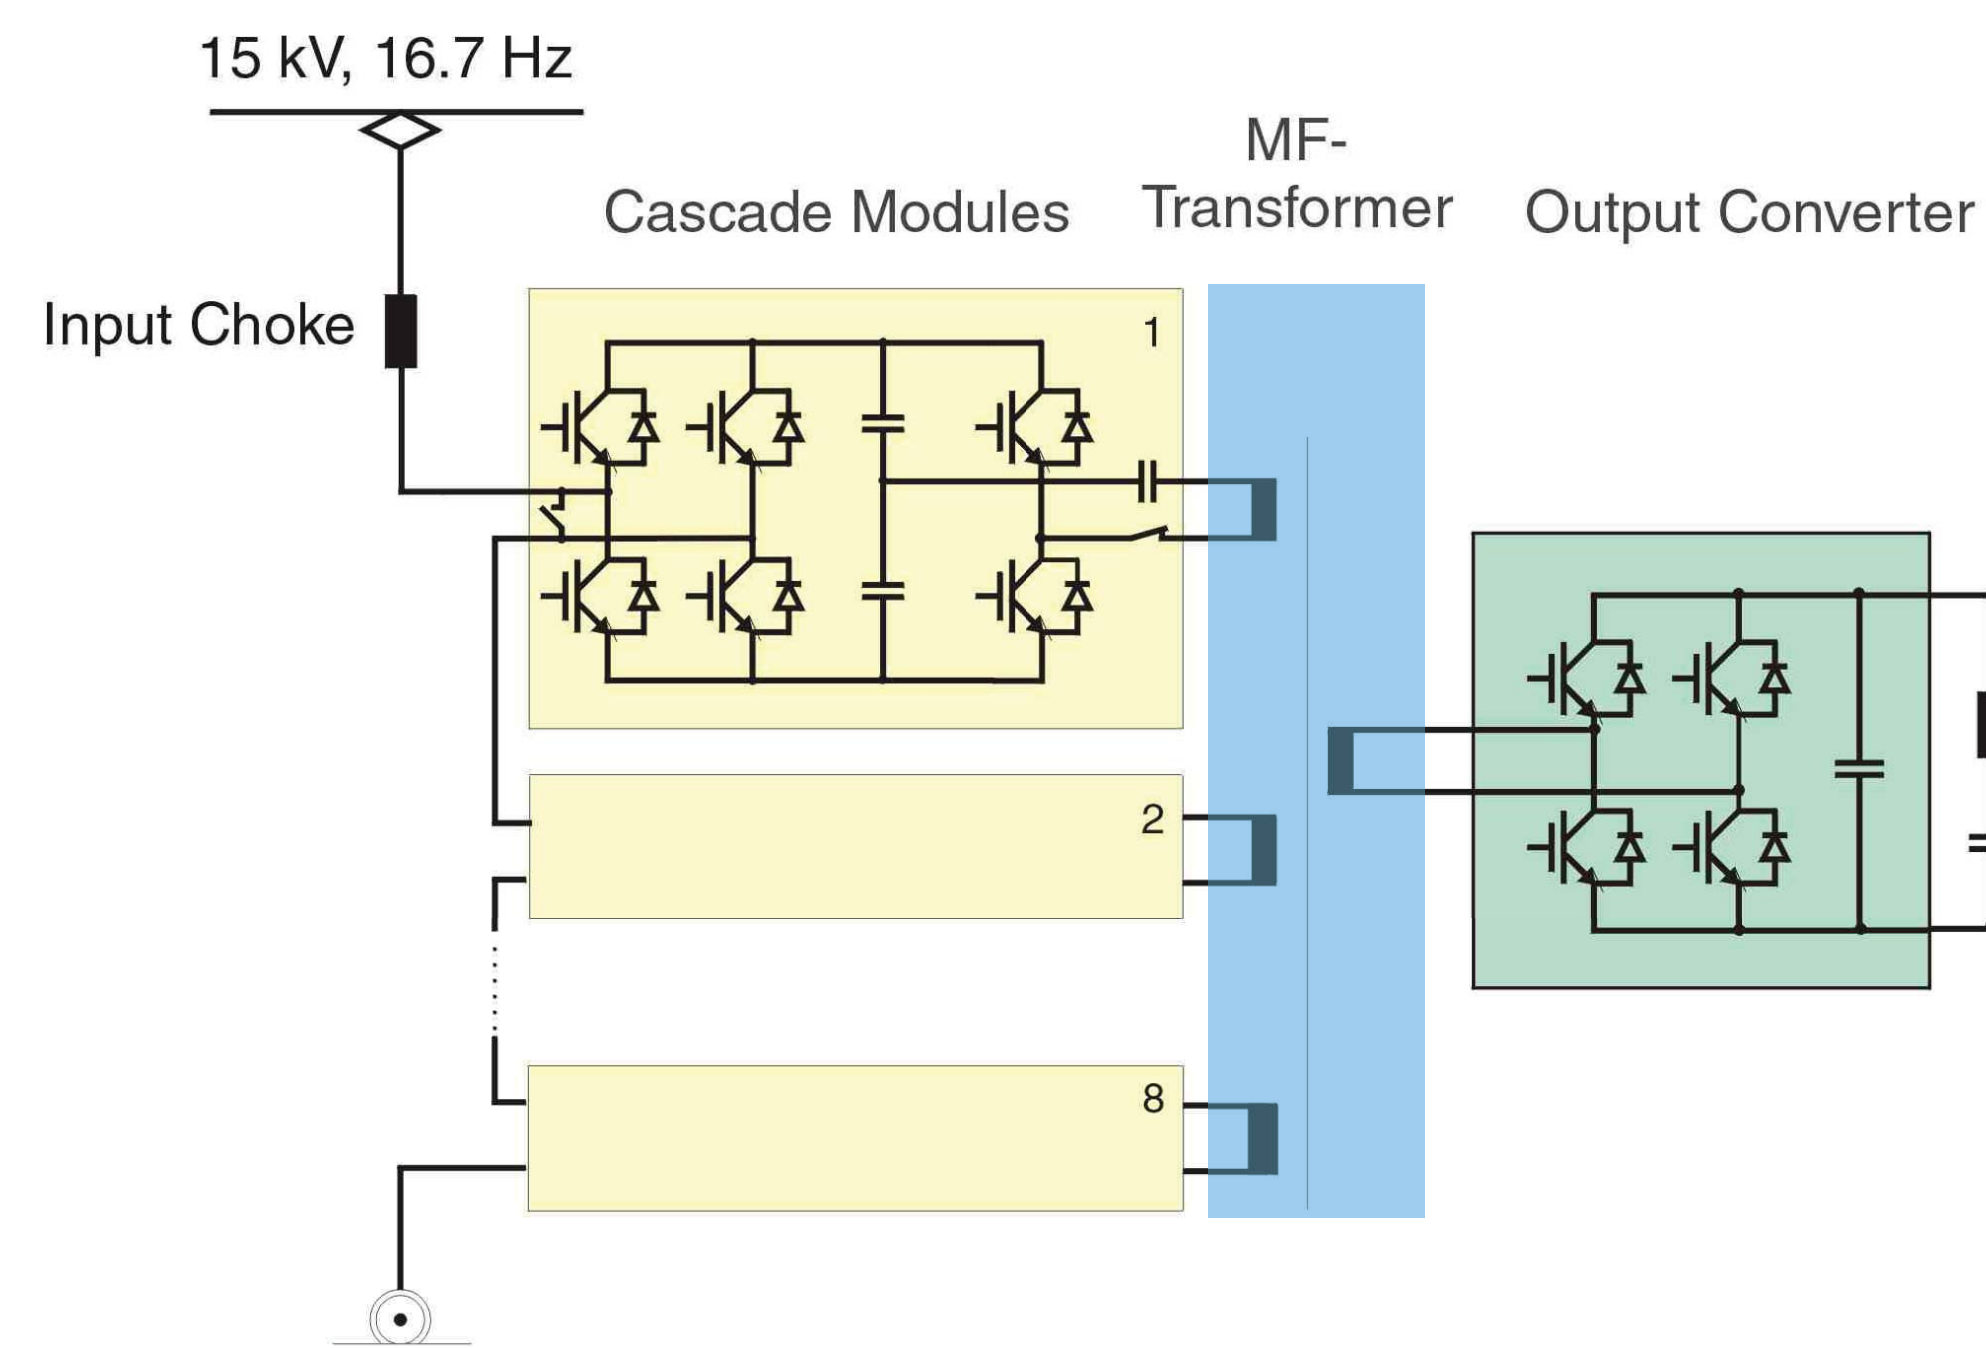 15 kV, 16.7 Hz
MF-
Transformer
Cascade Modules
Output Converter
Input Choke
1
2
8